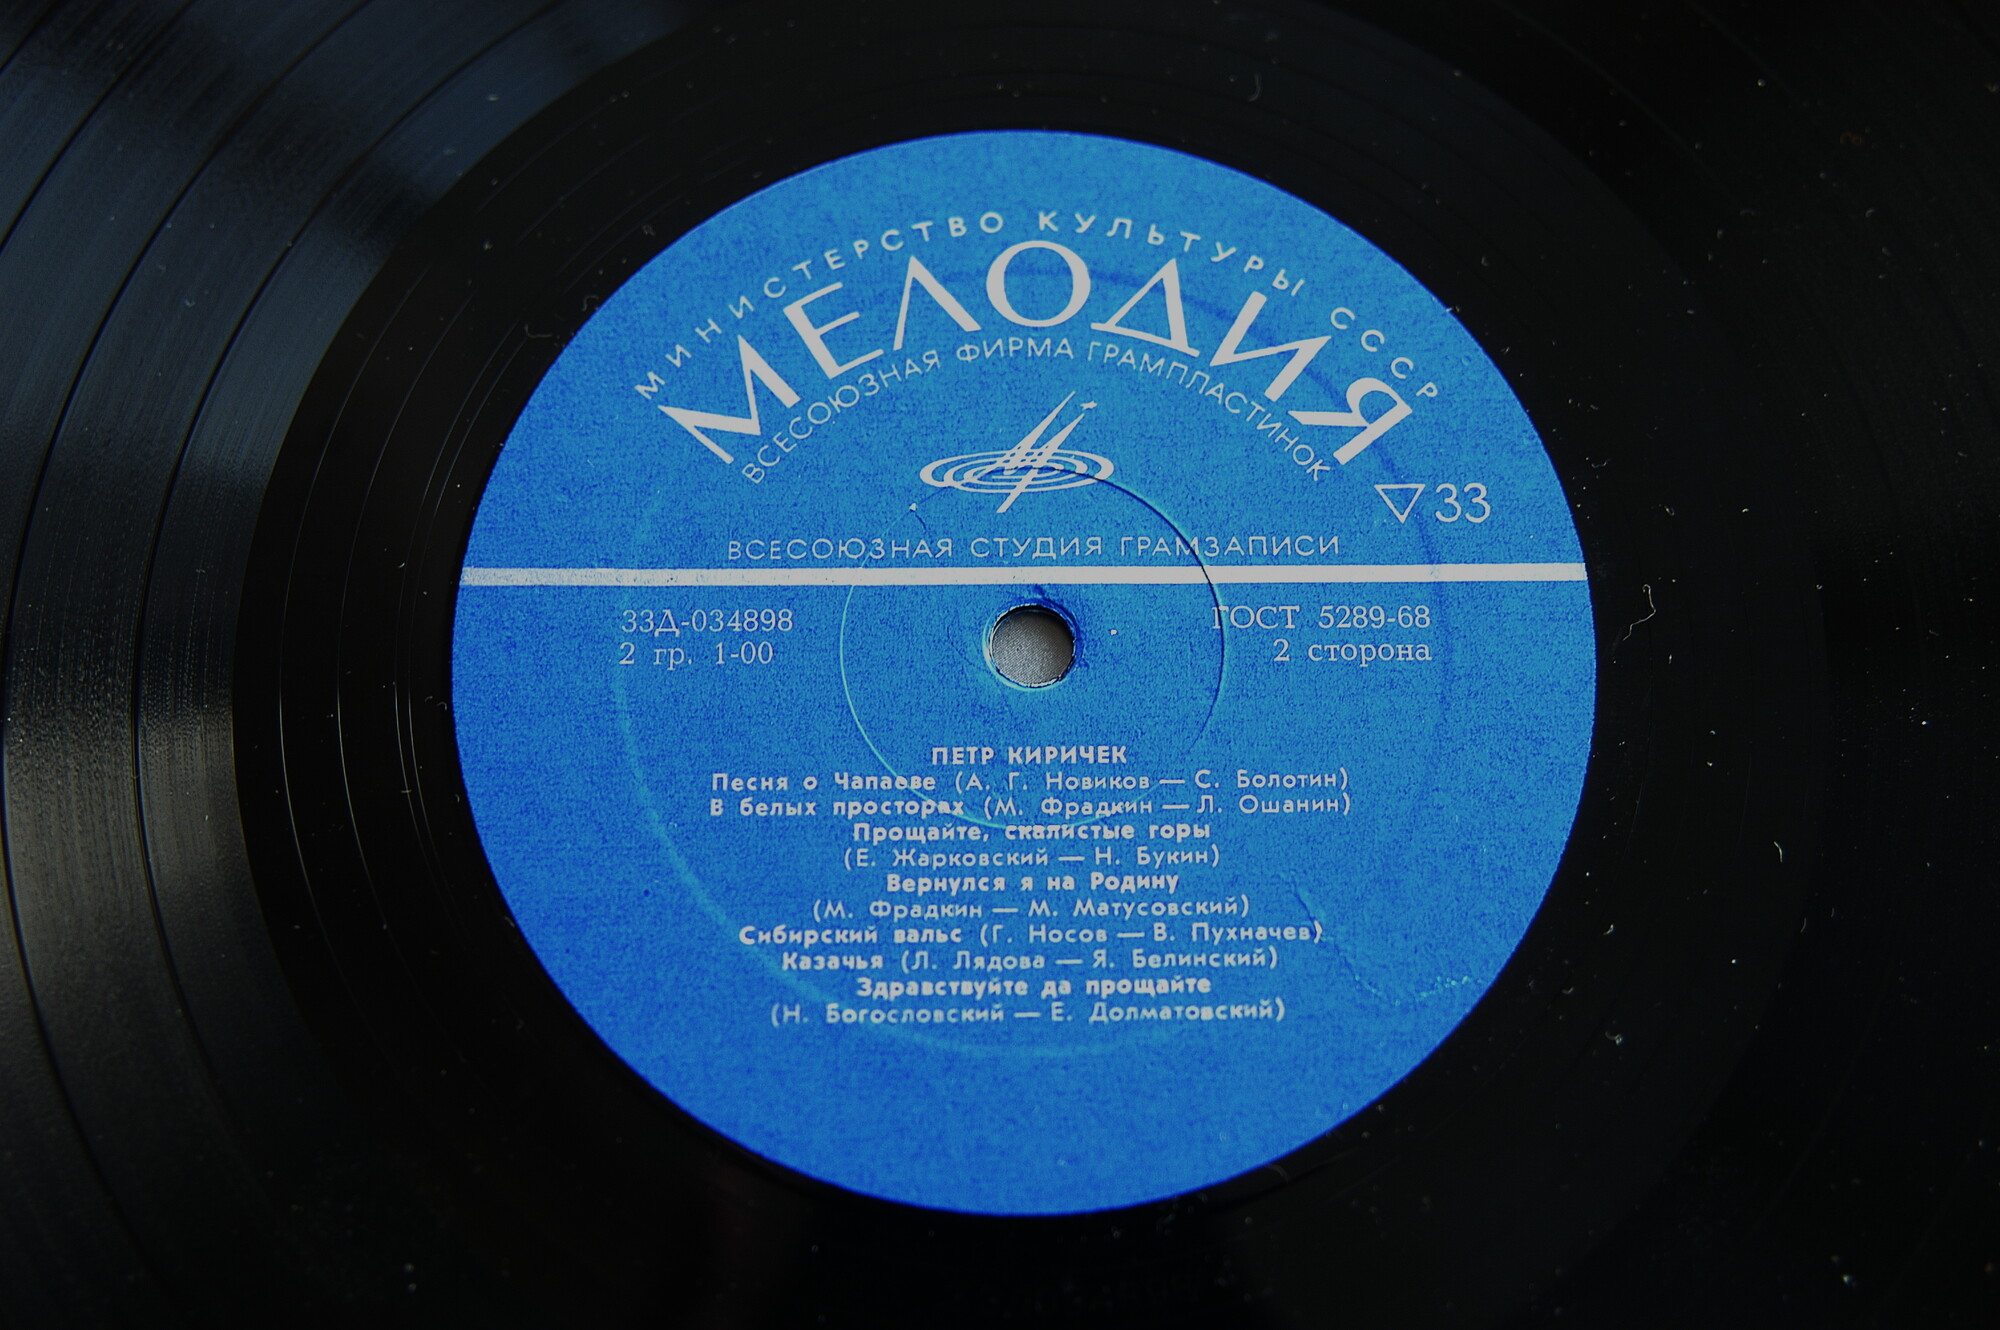 МИНИСТЕРСТВО КУЛЬТУРЫ СССР
МЕЛОДИЯ
ВСЕСОЮЗНАЯ ФИРМА ГРАМПЛАСТИНОК
33
ВСЕСОЮЗНАЯ СТУДИЯ ГРАМЗАПИСИ
33Д-034898 ГОСТ 5289-68
2 гр. 1-00 2 сторона
ПЕТР КИРИЧЕК
Песня о Чапаеве (А. Г. Новиков — С. Болотин)
В белых просторах (М. Фрадкин — Л. Ошанин)
Прощайте, скалистые горы
(Е. Жарковский — Н. Букин)
Вернулся я на Родину
(М. Фрадкин — М. Матусовский)
Сибирский вальс (Г. Носов — В. Пухначев)
Казачья (Л. Лядова — Я. Белинский)
Здравствуйте да прощайте
(Н. Богословский — Е. Долматовский)